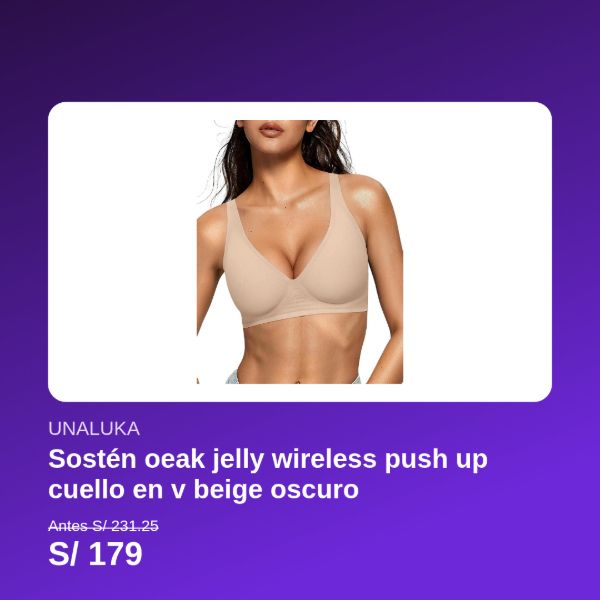 UNALUKA
Sostén oeak jelly wireless push up
cuello en v beige oscuro
Antes S/ 231.25
S/ 179